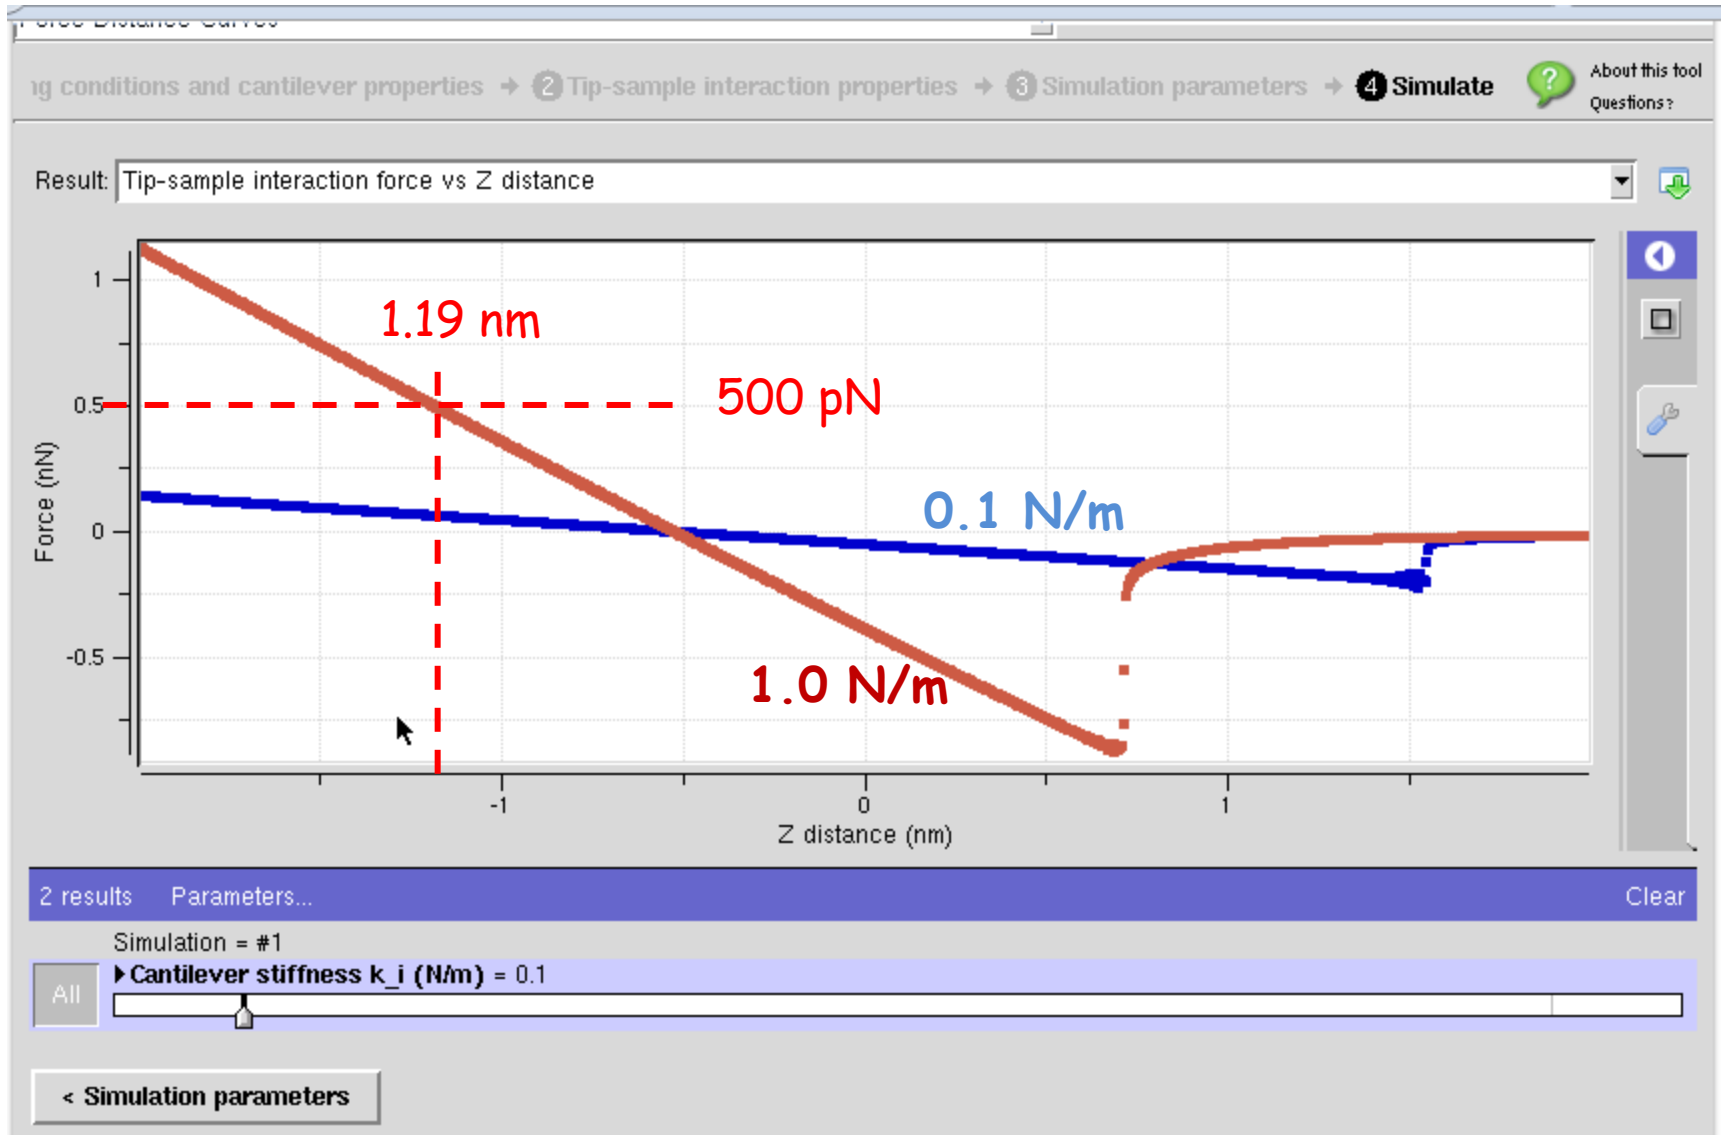 Force Distance Curves
ng conditions and cantilever properties → 2 Tip-sample interaction properties → 3 Simulation parameters → 4 Simulate
? About this tool
Questions?
Result: Tip-sample interaction force vs Z distance
1
0.5
0
-0.5
Force (nN)
1.19 nm
500 pN
0.1 N/m
1.0 N/m
-1
0
1
Z distance (nm)
2 results Parameters... Clear
Simulation = #1
All
Cantilever stiffness k_i (N/m) = 0.1
< Simulation parameters